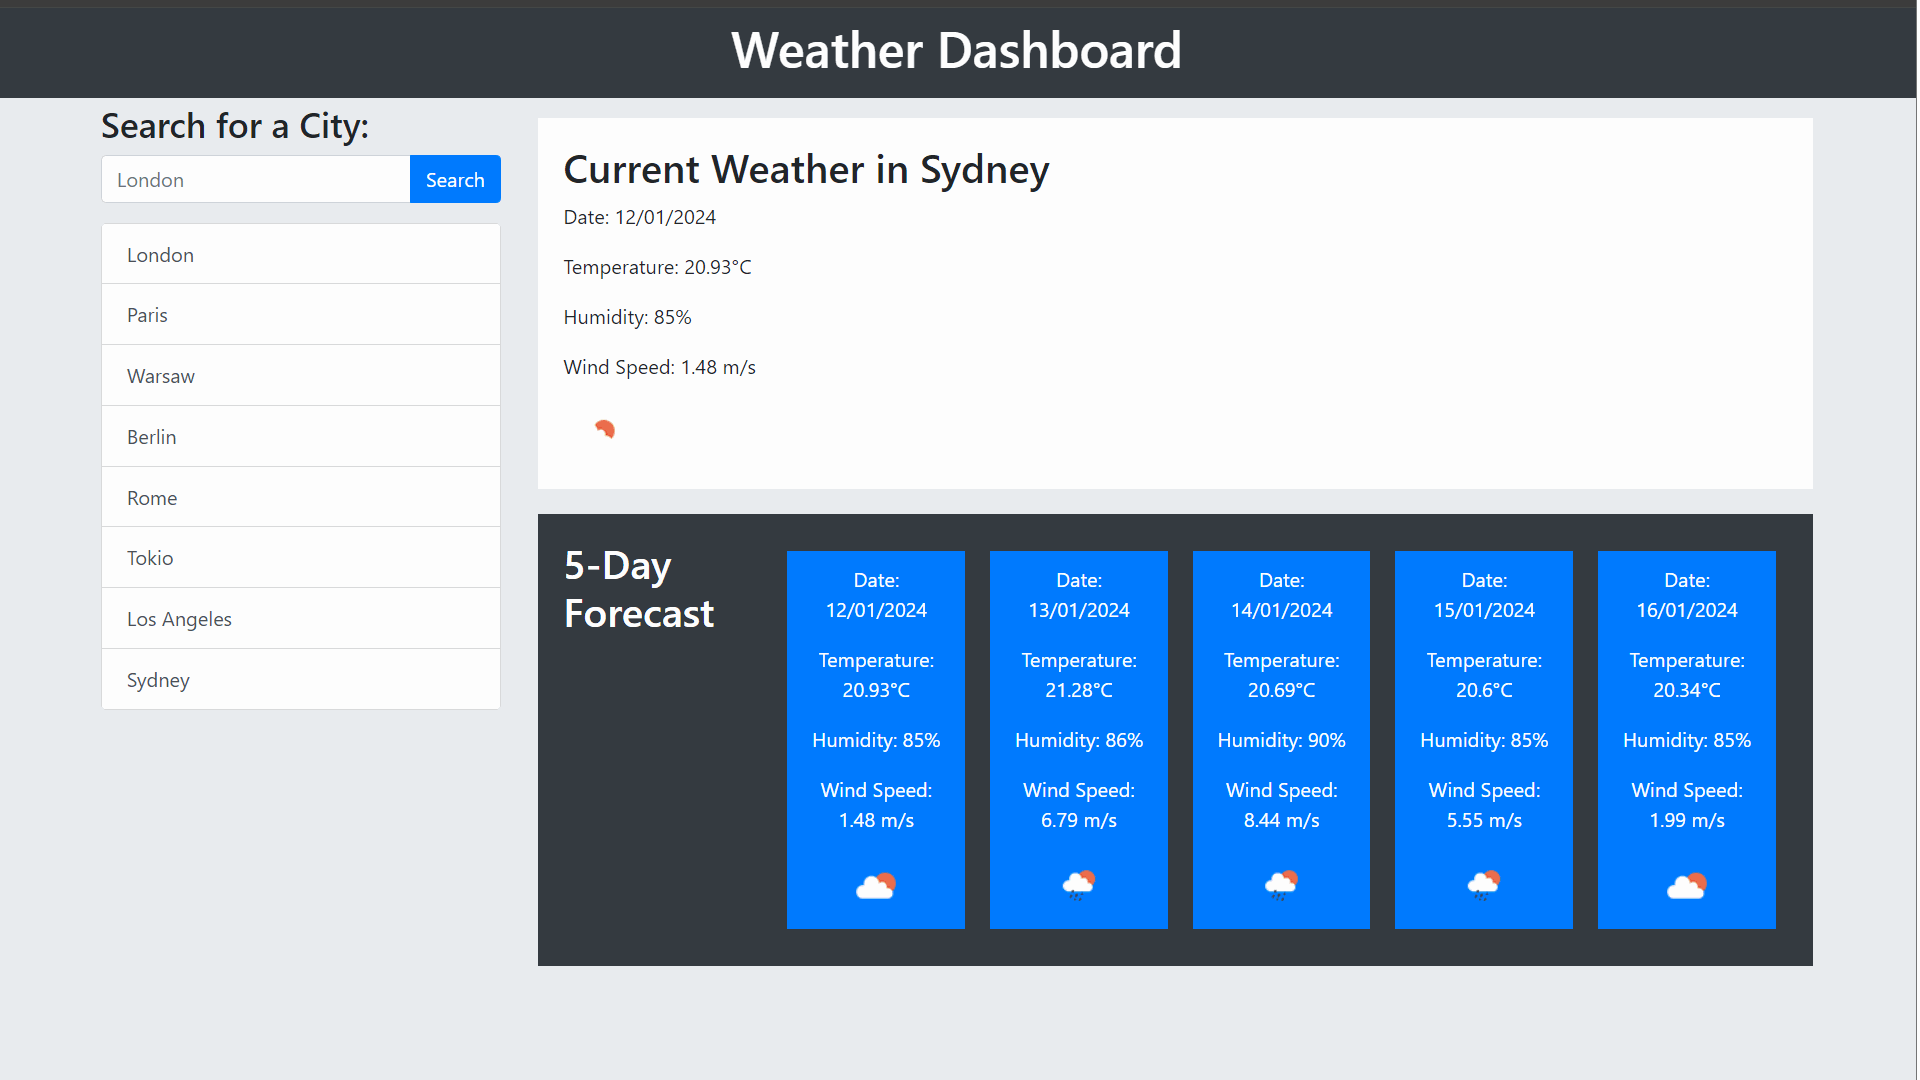 Weather Dashboard
Search for a City:
London
Search
London
Paris
Warsaw
Berlin
Rome
Tokio
Los Angeles
Sydney
Current Weather in Sydney
Date: 12/01/2024
Temperature: 20.93°C
Humidity: 85%
Wind Speed: 1.48 m/s
5-Day
Forecast
Date:
12/01/2024
Temperature:
20.93°C
Humidity: 85%
Wind Speed:
1.48 m/s
Date:
13/01/2024
Temperature:
21.28°C
Humidity: 86%
Wind Speed:
6.79 m/s
Date:
14/01/2024
Temperature:
20.69°C
Humidity: 90%
Wind Speed:
8.44 m/s
Date:
15/01/2024
Temperature:
20.6°C
Humidity: 85%
Wind Speed:
5.55 m/s
Date:
16/01/2024
Temperature:
20.34°C
Humidity: 85%
Wind Speed:
1.99 m/s